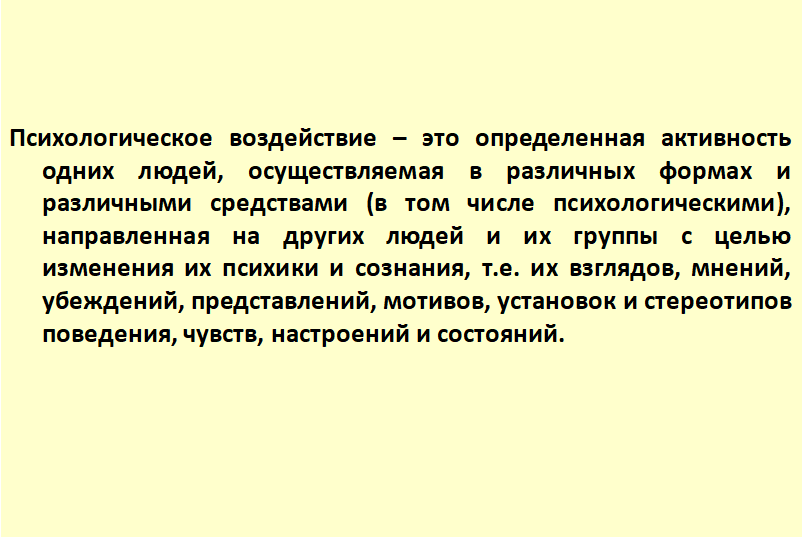 Психологическое воздействие – это определенная активность
одних людей, осуществляемая в различных формах и
различными средствами (в том числе психологическими),
направленная на других людей и их группы с целью
изменения их психики и сознания, т.е. их взглядов, мнений,
убеждений, представлений, мотивов, установок и стереотипов
поведения, чувств, настроений и состояний.